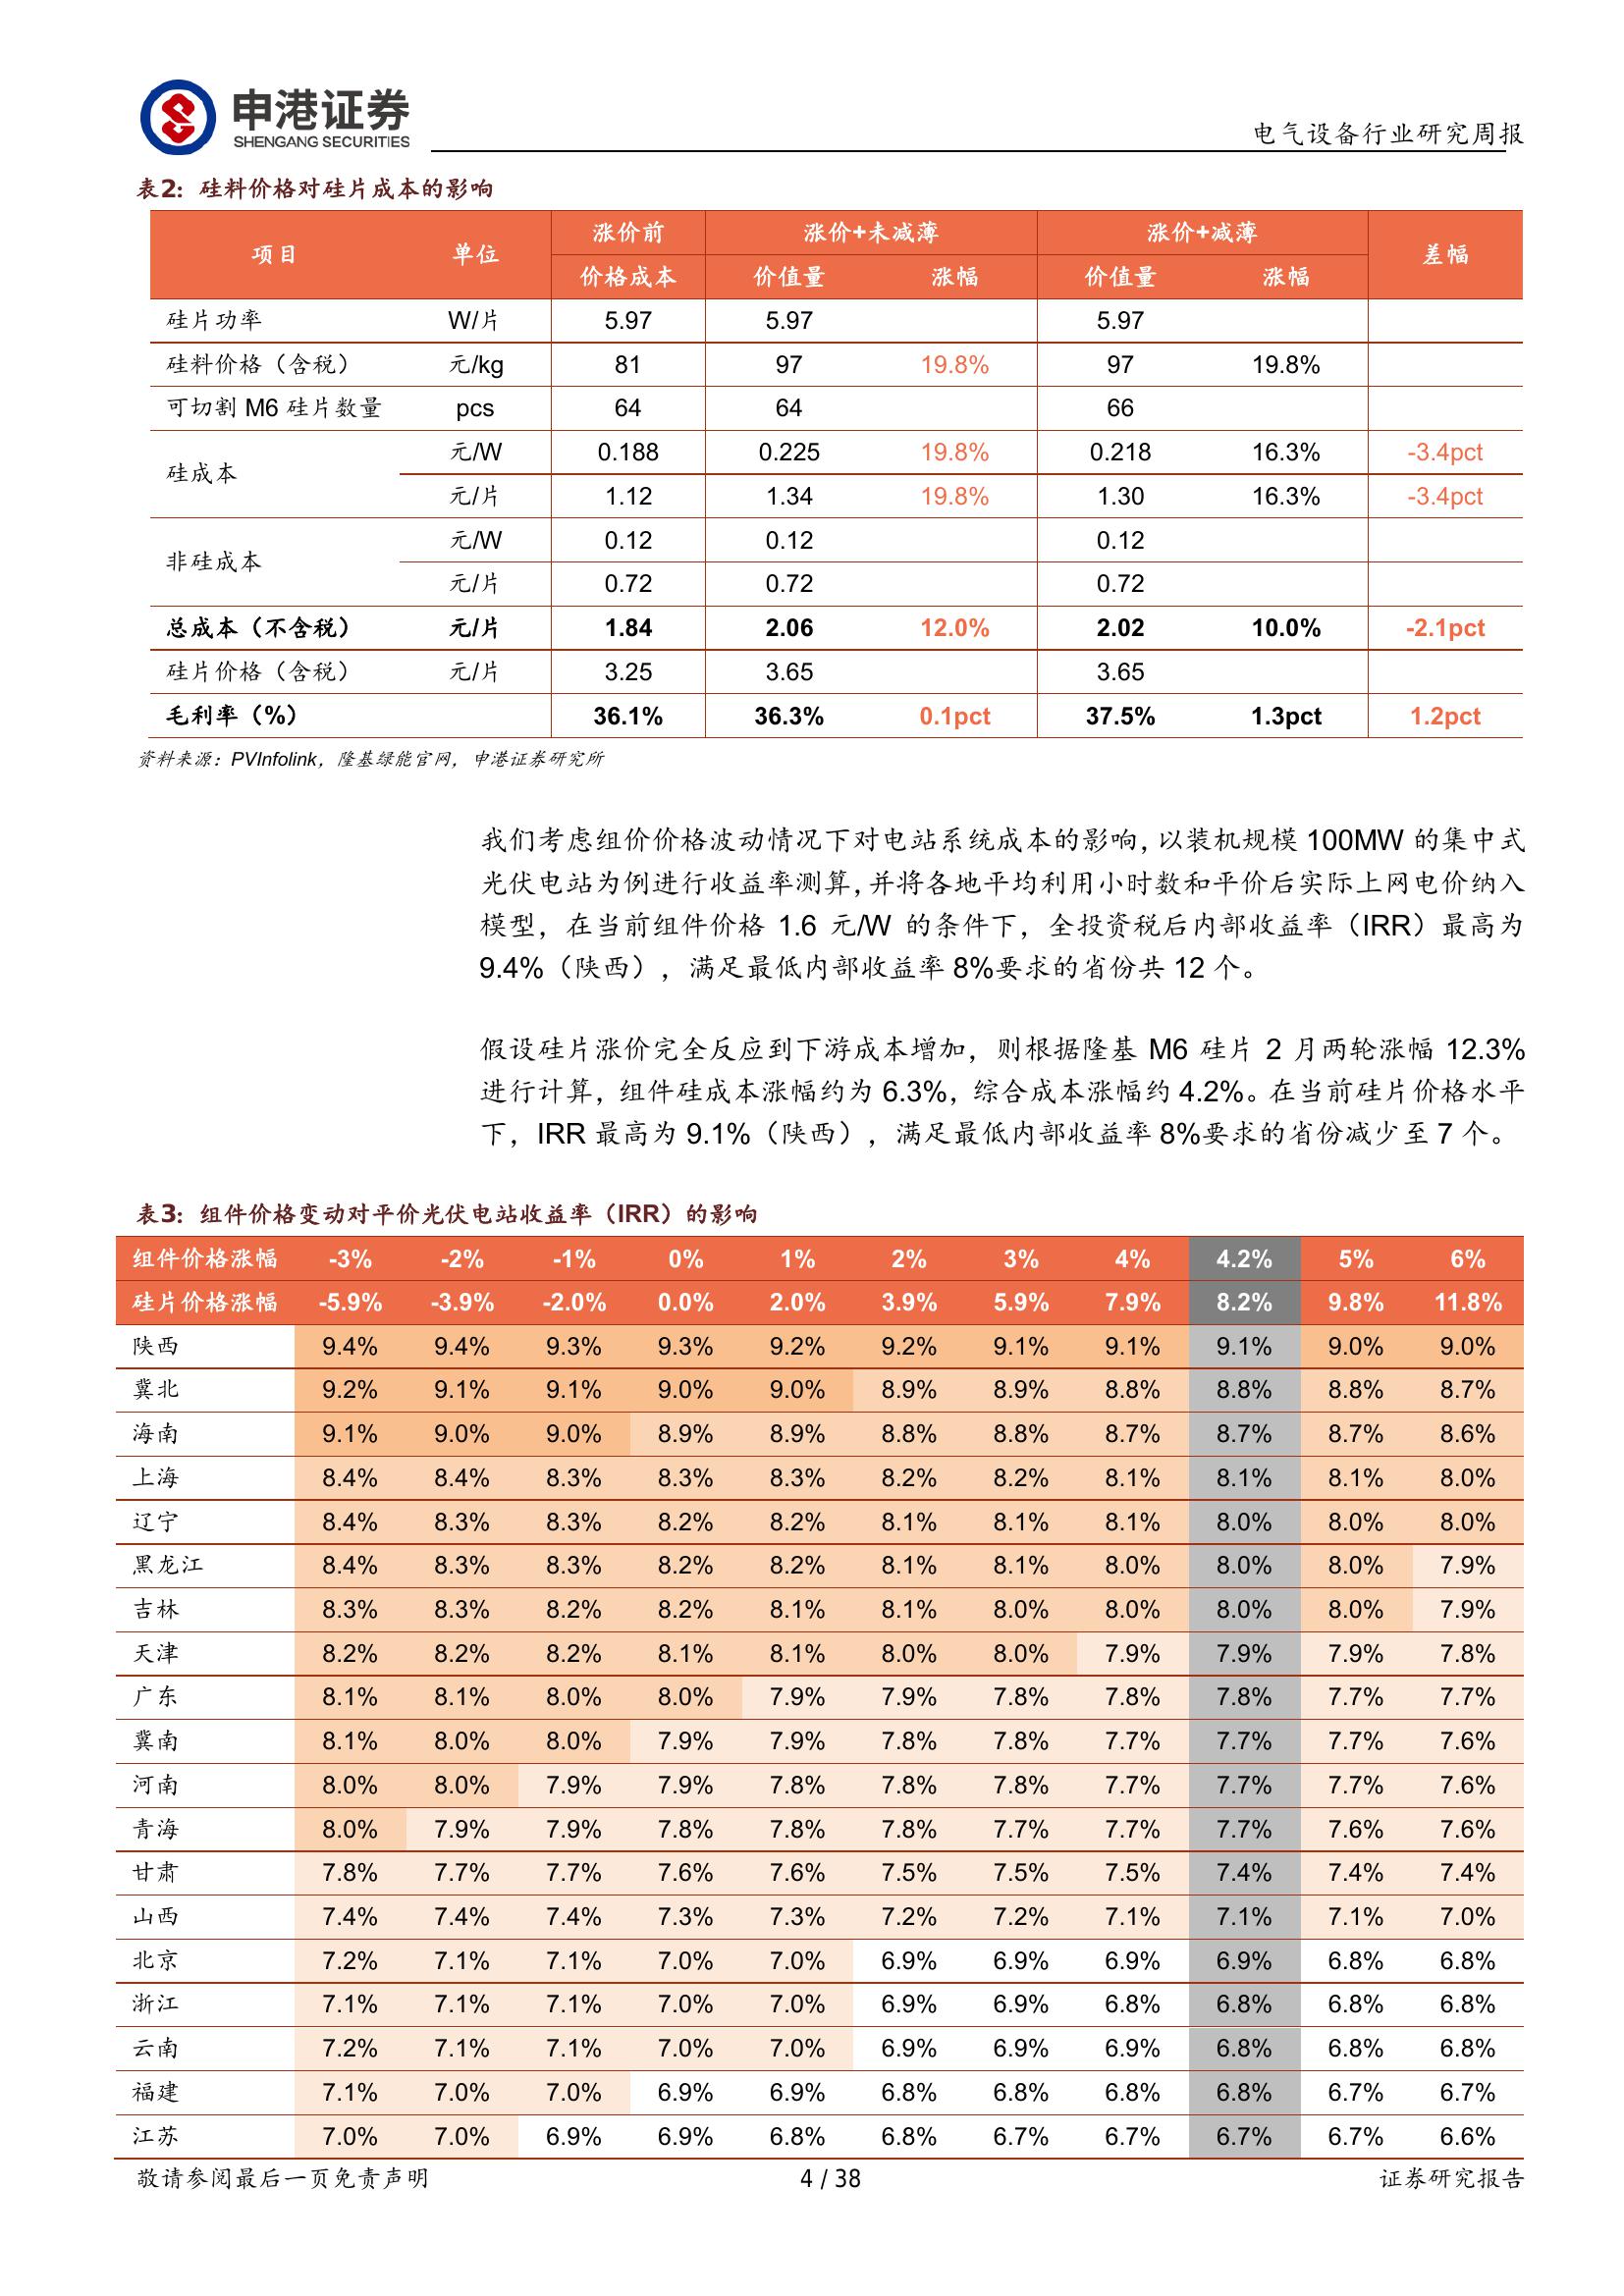 申港证券
SHENGANG SECURITIES
电气设备行业研究周报
表2：硅料价格对硅片成本的影响
项目 单位 涨价前 涨价+未减薄 涨价+减薄 差幅
价格成本 价值量 涨幅 价值量 涨幅
硅片功率 W/片 5.97 5.97 5.97
硅料价格（含税） 元/kg 81 97 19.8% 97 19.8%
可切割 M6 硅片数量 pcs 64 64 66
硅成本 元/W 0.188 0.225 19.8% 0.218 16.3% -3.4pct
元/片 1.12 1.34 19.8% 1.30 16.3% -3.4pct
非硅成本 元/W 0.12 0.12 0.12
元/片 0.72 0.72 0.72
总成本（不含税） 元/片 1.84 2.06 12.0% 2.02 10.0% -2.1pct
硅片价格（含税） 元/片 3.25 3.65 3.65
毛利率（%） 36.1% 36.3% 0.1pct 37.5% 1.3pct 1.2pct
资料来源：PVInfolink，隆基绿能官网，申港证券研究所
我们考虑组价价格波动情况下对电站系统成本的影响，以装机规模 100MW 的集中式
光伏电站为例进行收益率测算，并将各地平均利用小时数和平价后实际上网电价纳入
模型，在当前组件价格 1.6 元/W 的条件下，全投资税后内部收益率（IRR）最高为
9.4%（陕西），满足最低内部收益率 8%要求的省份共 12 个。
假设硅片涨价完全反应到下游成本增加，则根据隆基 M6 硅片 2 月两轮涨幅 12.3%
进行计算，组件硅成本涨幅约为 6.3%，综合成本涨幅约 4.2%。在当前硅片价格水平
下，IRR 最高为 9.1%（陕西），满足最低内部收益率 8%要求的省份减少至 7 个。
表3：组件价格变动对平价光伏电站收益率（IRR）的影响
组件价格涨幅 -3% -2% -1% 0% 1% 2% 3% 4% 4.2% 5% 6%
硅片价格涨幅 -5.9% -3.9% -2.0% 0.0% 2.0% 3.9% 5.9% 7.9% 8.2% 9.8% 11.8%
陕西 9.4% 9.4% 9.3% 9.3% 9.2% 9.2% 9.1% 9.1% 9.1% 9.0% 9.0%
冀北 9.2% 9.1% 9.1% 9.0% 9.0% 8.9% 8.9% 8.8% 8.8% 8.8% 8.7%
海南 9.1% 9.0% 9.0% 8.9% 8.9% 8.8% 8.8% 8.7% 8.7% 8.7% 8.6%
上海 8.4% 8.4% 8.3% 8.3% 8.3% 8.2% 8.2% 8.1% 8.1% 8.1% 8.0%
辽宁 8.4% 8.3% 8.3% 8.2% 8.2% 8.1% 8.1% 8.1% 8.0% 8.0% 8.0%
黑龙江 8.4% 8.3% 8.3% 8.2% 8.2% 8.1% 8.1% 8.0% 8.0% 8.0% 7.9%
吉林 8.3% 8.3% 8.2% 8.2% 8.1% 8.1% 8.0% 8.0% 8.0% 8.0% 7.9%
天津 8.2% 8.2% 8.2% 8.1% 8.1% 8.0% 8.0% 7.9% 7.9% 7.9% 7.8%
广东 8.1% 8.1% 8.0% 8.0% 7.9% 7.9% 7.8% 7.8% 7.8% 7.7% 7.7%
冀南 8.1% 8.0% 8.0% 7.9% 7.9% 7.8% 7.8% 7.7% 7.7% 7.7% 7.6%
河南 8.0% 8.0% 7.9% 7.9% 7.8% 7.8% 7.8% 7.7% 7.7% 7.7% 7.6%
青海 8.0% 7.9% 7.9% 7.8% 7.8% 7.8% 7.7% 7.7% 7.7% 7.6% 7.6%
甘肃 7.8% 7.7% 7.7% 7.6% 7.6% 7.5% 7.5% 7.5% 7.4% 7.4% 7.4%
山西 7.4% 7.4% 7.4% 7.3% 7.3% 7.2% 7.2% 7.1% 7.1% 7.1% 7.0%
北京 7.2% 7.1% 7.1% 7.0% 7.0% 6.9% 6.9% 6.9% 6.9% 6.8% 6.8%
浙江 7.1% 7.1% 7.1% 7.0% 7.0% 6.9% 6.9% 6.8% 6.8% 6.8% 6.8%
云南 7.2% 7.1% 7.1% 7.0% 7.0% 6.9% 6.9% 6.9% 6.8% 6.8% 6.8%
福建 7.1% 7.0% 7.0% 6.9% 6.9% 6.8% 6.8% 6.8% 6.8% 6.7% 6.7%
江苏 7.0% 7.0% 6.9% 6.9% 6.8% 6.8% 6.7% 6.7% 6.7% 6.7% 6.6%
敬请参阅最后一页免责声明 4 / 38 证券研究报告